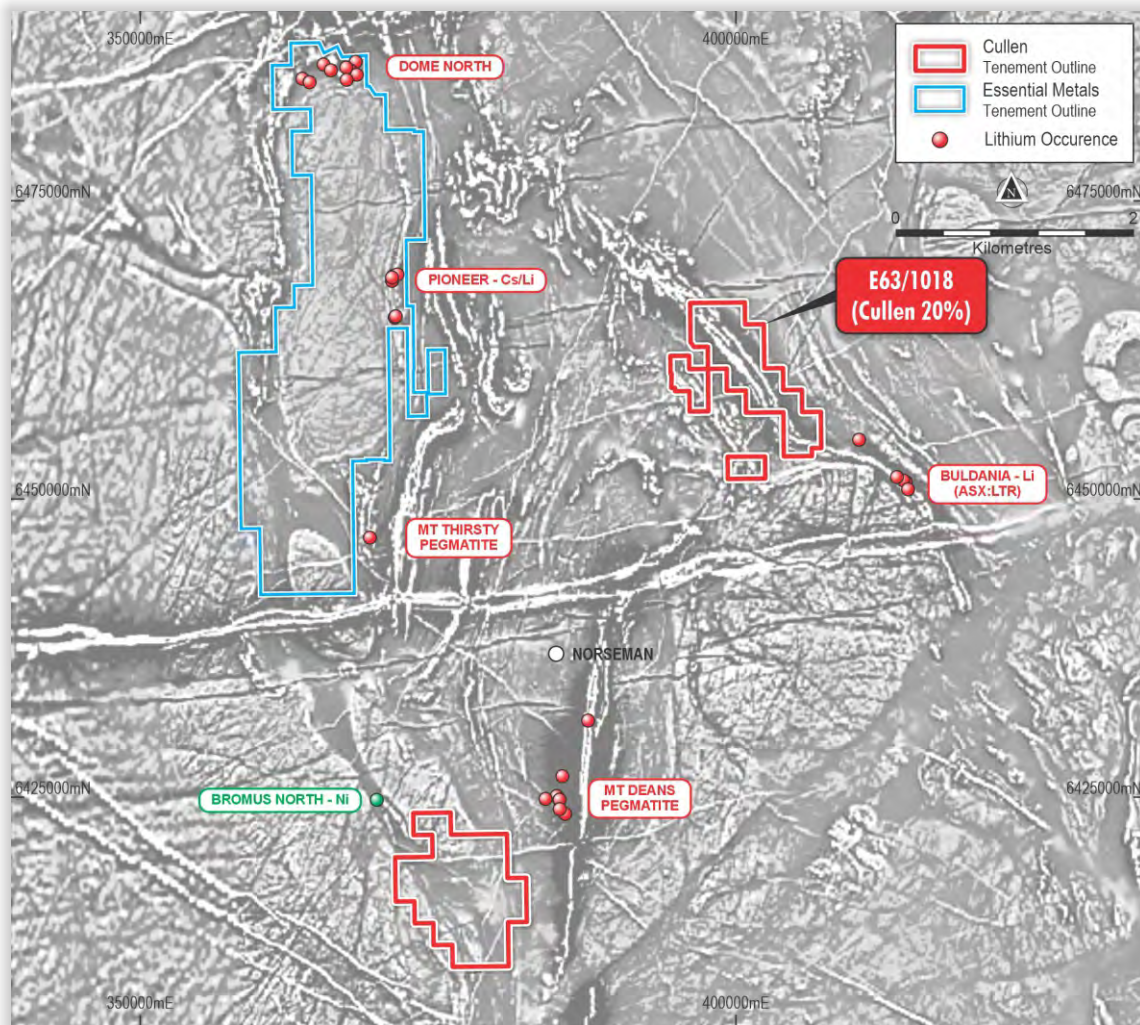 350000mE
400000mE
Cullen
Tenement Outline
Essential Metals
Tenement Outline
Lithium Occurence
DOME NORTH
6475000mN
6475000mN
N
0
2
Kilometres
PIONEER - Cs/Li
E63/1018
(Cullen 20%)
BULDANIA - Li
(ASX:LTR)
6450000mN
6450000mN
MT THIRSTY
PEGMATITE
NORSEMAN
6425000mN
6425000mN
BROMUS NORTH - Ni
MT DEANS
PEGMATITE
350000mE
400000mE